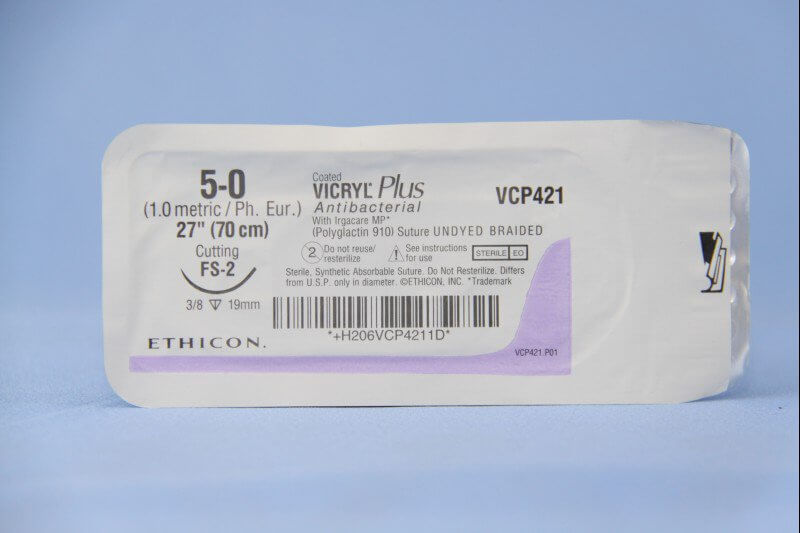 5-0
(1.0 metric / Ph. Eur.)
27" (70 cm)
Cutting
FS-2
3/8 19mm
ETHICON.
Coated
VICRYL* Plus
Antibacterial
With Irgacare MP*
(Polyglactin 910) Suture UNDYED BRAIDED
VCP421
2 Do not reuse/
resterilize
! See instructions
for use
STERILE EO
Sterile, Synthetic Absorbable Suture. Do Not Resterilize. Differs
from U.S.P. only in diameter. ©ETHICON, INC. *Trademark
*+H206VCP4211D*
VCP421.P01